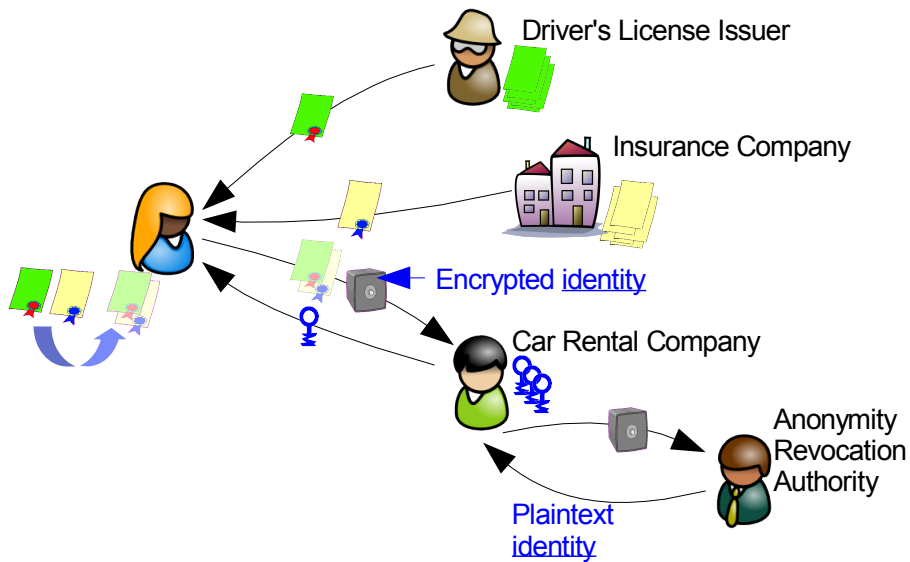 Driver's License Issuer
Insurance Company
Encrypted identity
Car Rental Company
Anonymity
Revocation
Authority
Plaintext
identity